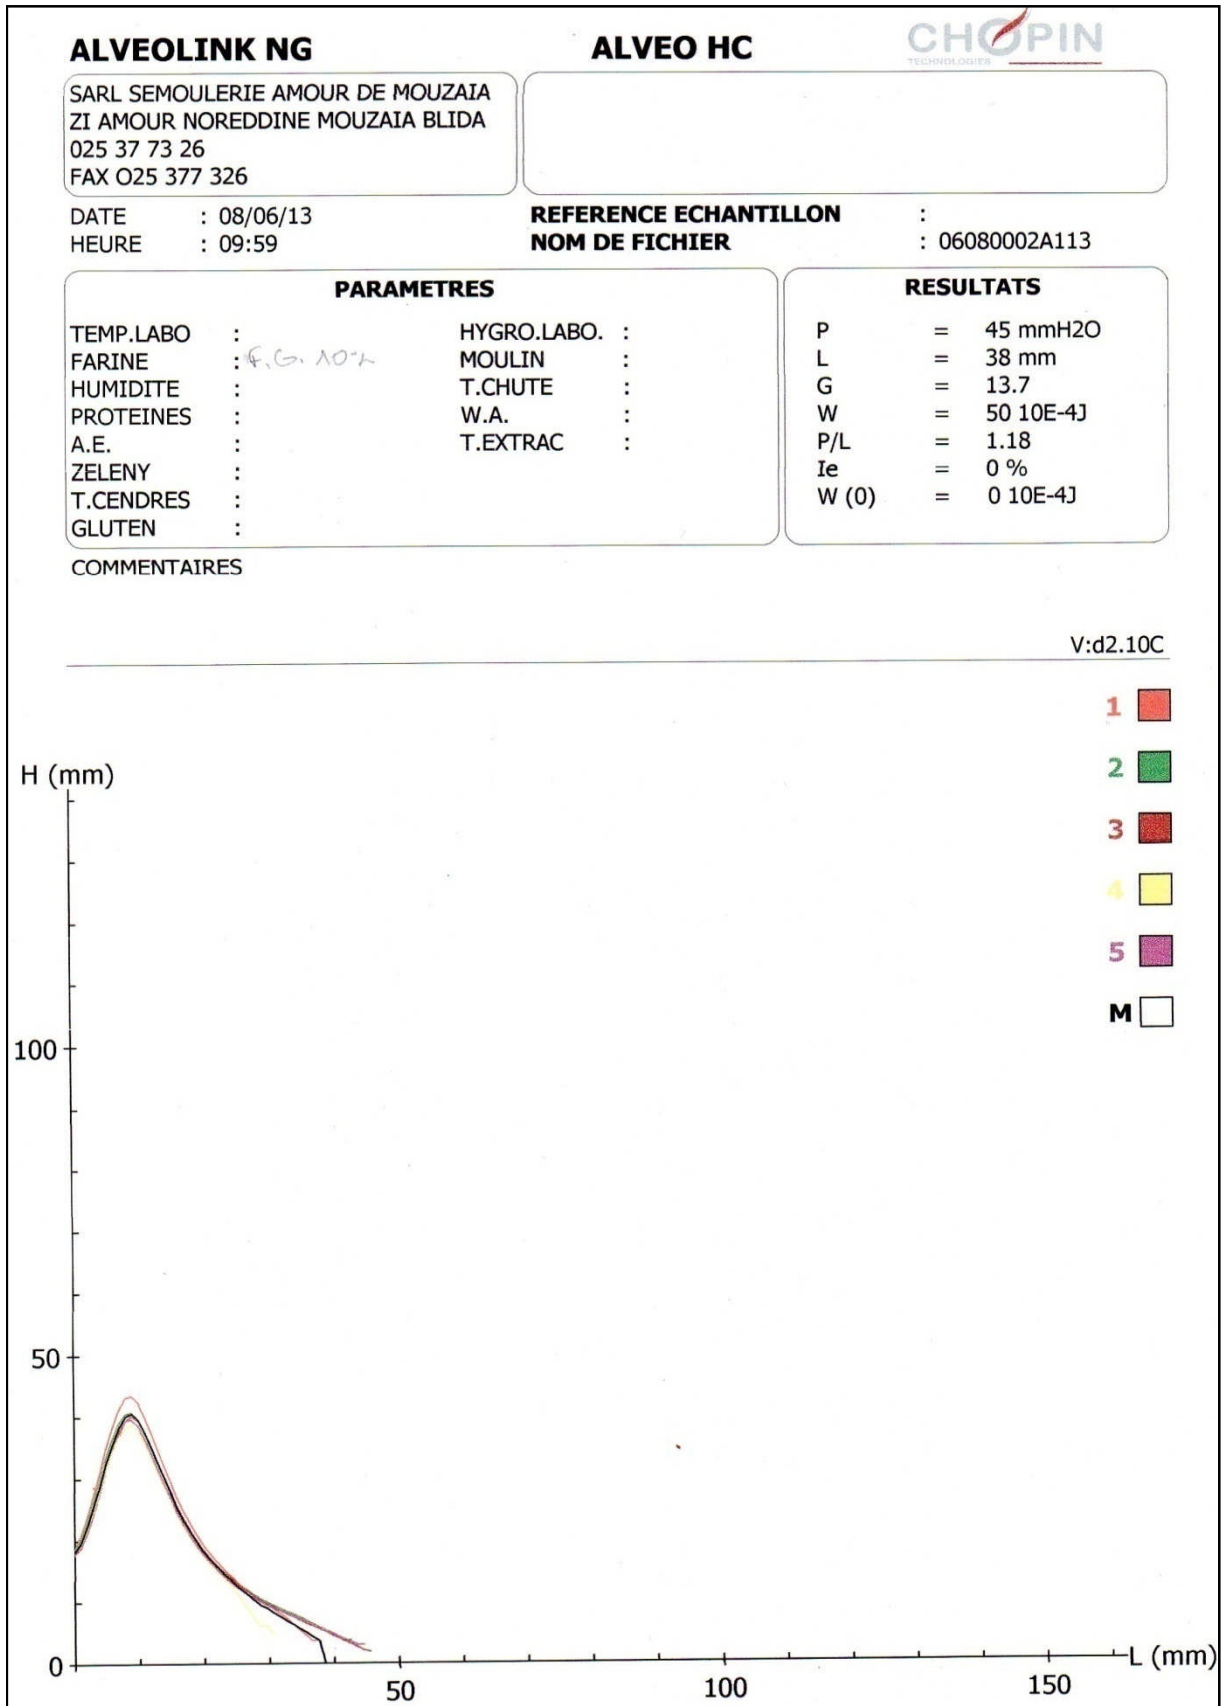 ALVEOLINK NG
ALVEO HC
CHOPIN
TECHNOLOGIES
SARL SEMOULERIE AMOUR DE MOUZAIA
ZI AMOUR NOREDDINE MOUZAIA BLIDA
025 37 73 26
FAX O25 377 326
DATE : 08/06/13
HEURE : 09:59
REFERENCE ECHANTILLON :
NOM DE FICHIER : 06080002A113
PARAMETRES
TEMP.LABO :
FARINE : F.G. 10%
HUMIDITE :
PROTEINES :
A.E. :
ZELENY :
T.CENDRES :
GLUTEN :
HYGRO.LABO. :
MOULIN :
T.CHUTE :
W.A. :
T.EXTRAC :
RESULTATS
P = 45 mmH2O
L = 38 mm
G = 13.7
W = 50 10E-4J
P/L = 1.18
Ie = 0 %
W (0) = 0 10E-4J
COMMENTAIRES
V:d2.10C
1
2
3
4
5
M
H (mm)
100
50
0
50
100
150
L (mm)